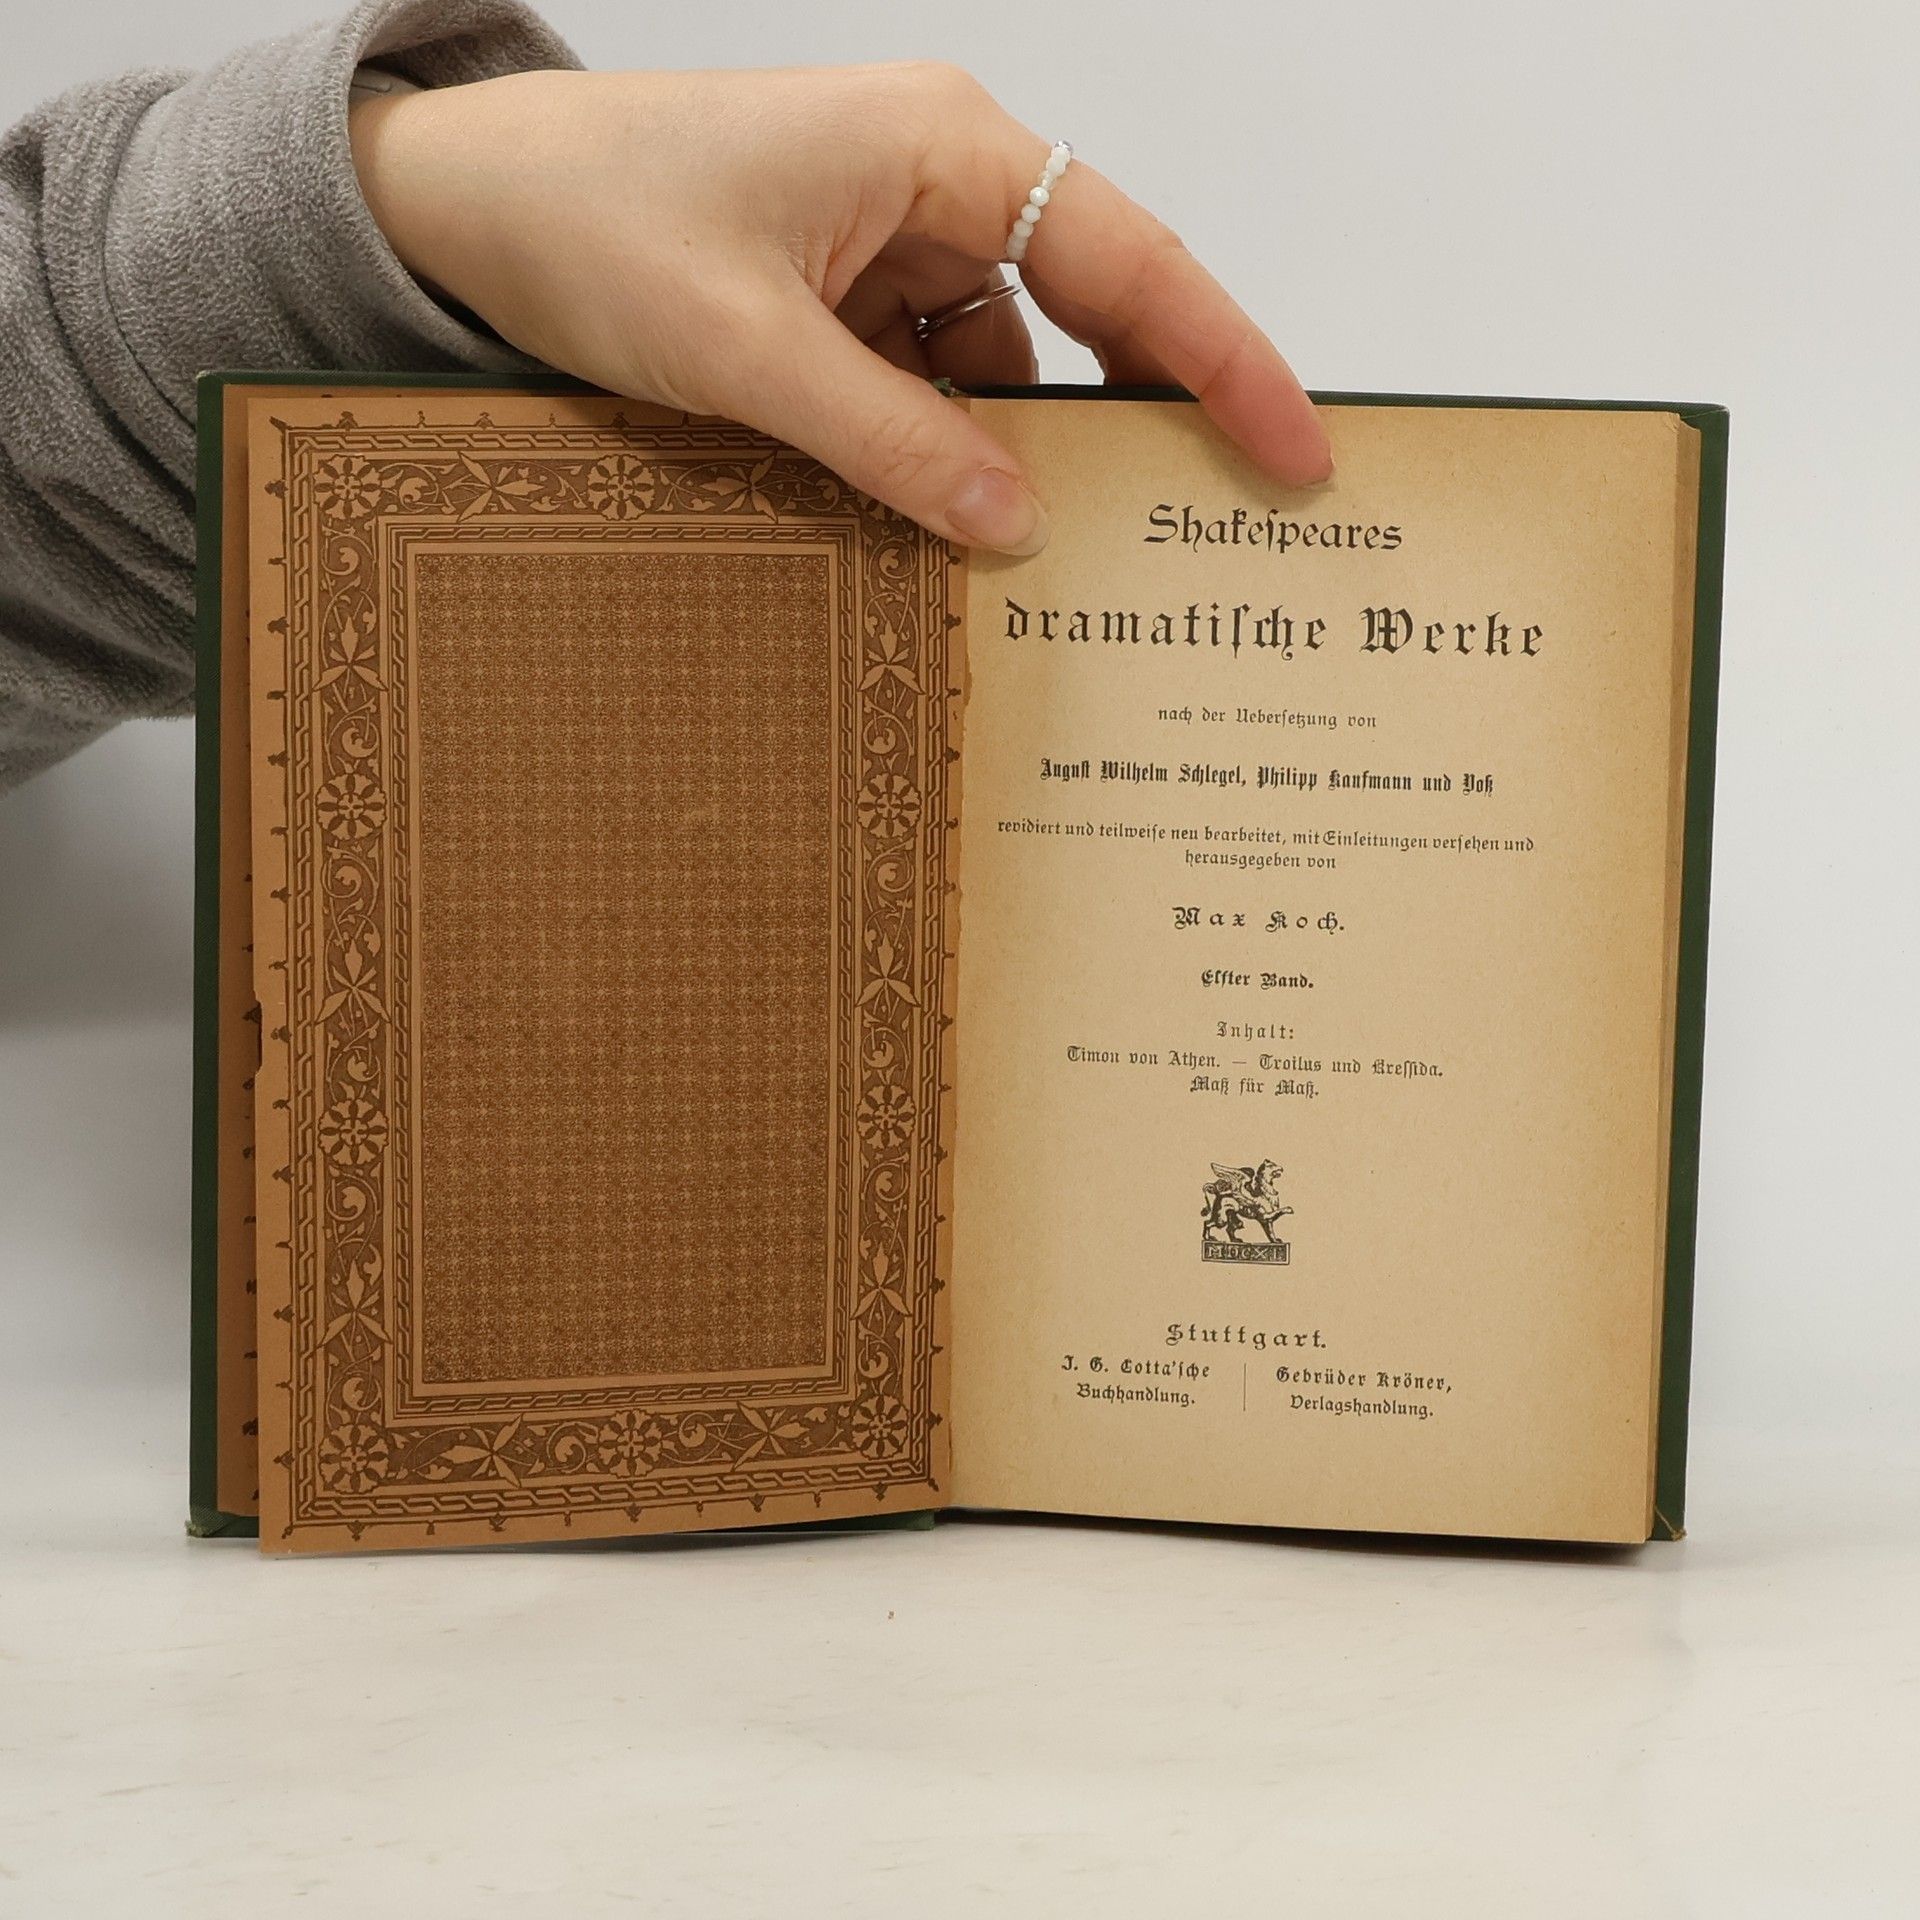 Shakeſpeares
dramatiſche Werke
nach der Ueberſetzung von
Auguſt Wilhelm Schlegel, Philipp Kaufmann und Voß
revidiert und teilweiſe neu bearbeitet, mit Einleitungen verſehen und
herausgegeben von
Max Koch.
Elfter Band.
Inhalt:
Timon von Athen. — Troilus und Kreſſida.
Maß für Maß.
Stuttgart.
J. G. Cotta'ſche
Buchhandlung.
Gebrüder Kröner,
Verlagshandlung.